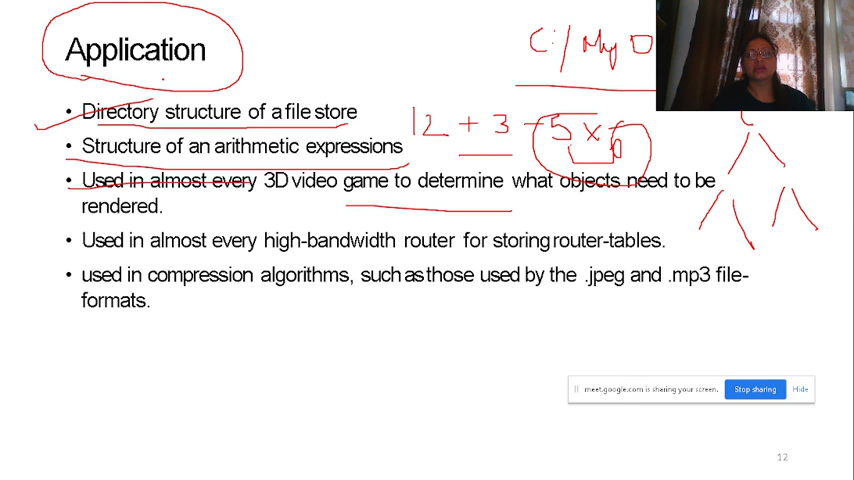 Application
C:/My D
• Directory structure of a file store
12 + 3 - 5 x 6
• Structure of an arithmetic expressions
• Used in almost every 3D video game to determine what objects need to be
rendered.
• Used in almost every high-bandwidth router for storing router-tables.
• used in compression algorithms, such as those used by the .jpeg and .mp3 file-
formats.
meet.google.com is sharing your screen.
Stop sharing
Hide
12